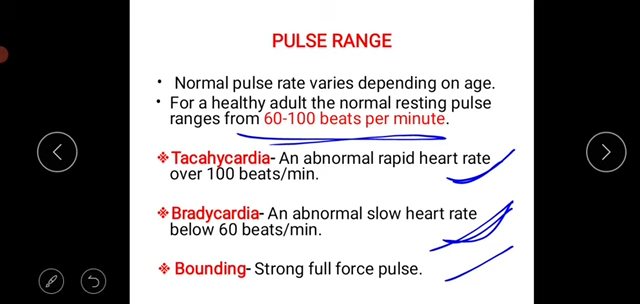 PULSE RANGE
• Normal pulse rate varies depending on age.
• For a healthy adult the normal resting pulse
ranges from 60-100 beats per minute.
❖Tacahycardia- An abnormal rapid heart rate
over 100 beats/min.
❖Bradycardia- An abnormal slow heart rate
below 60 beats/min.
❖Bounding- Strong full force pulse.